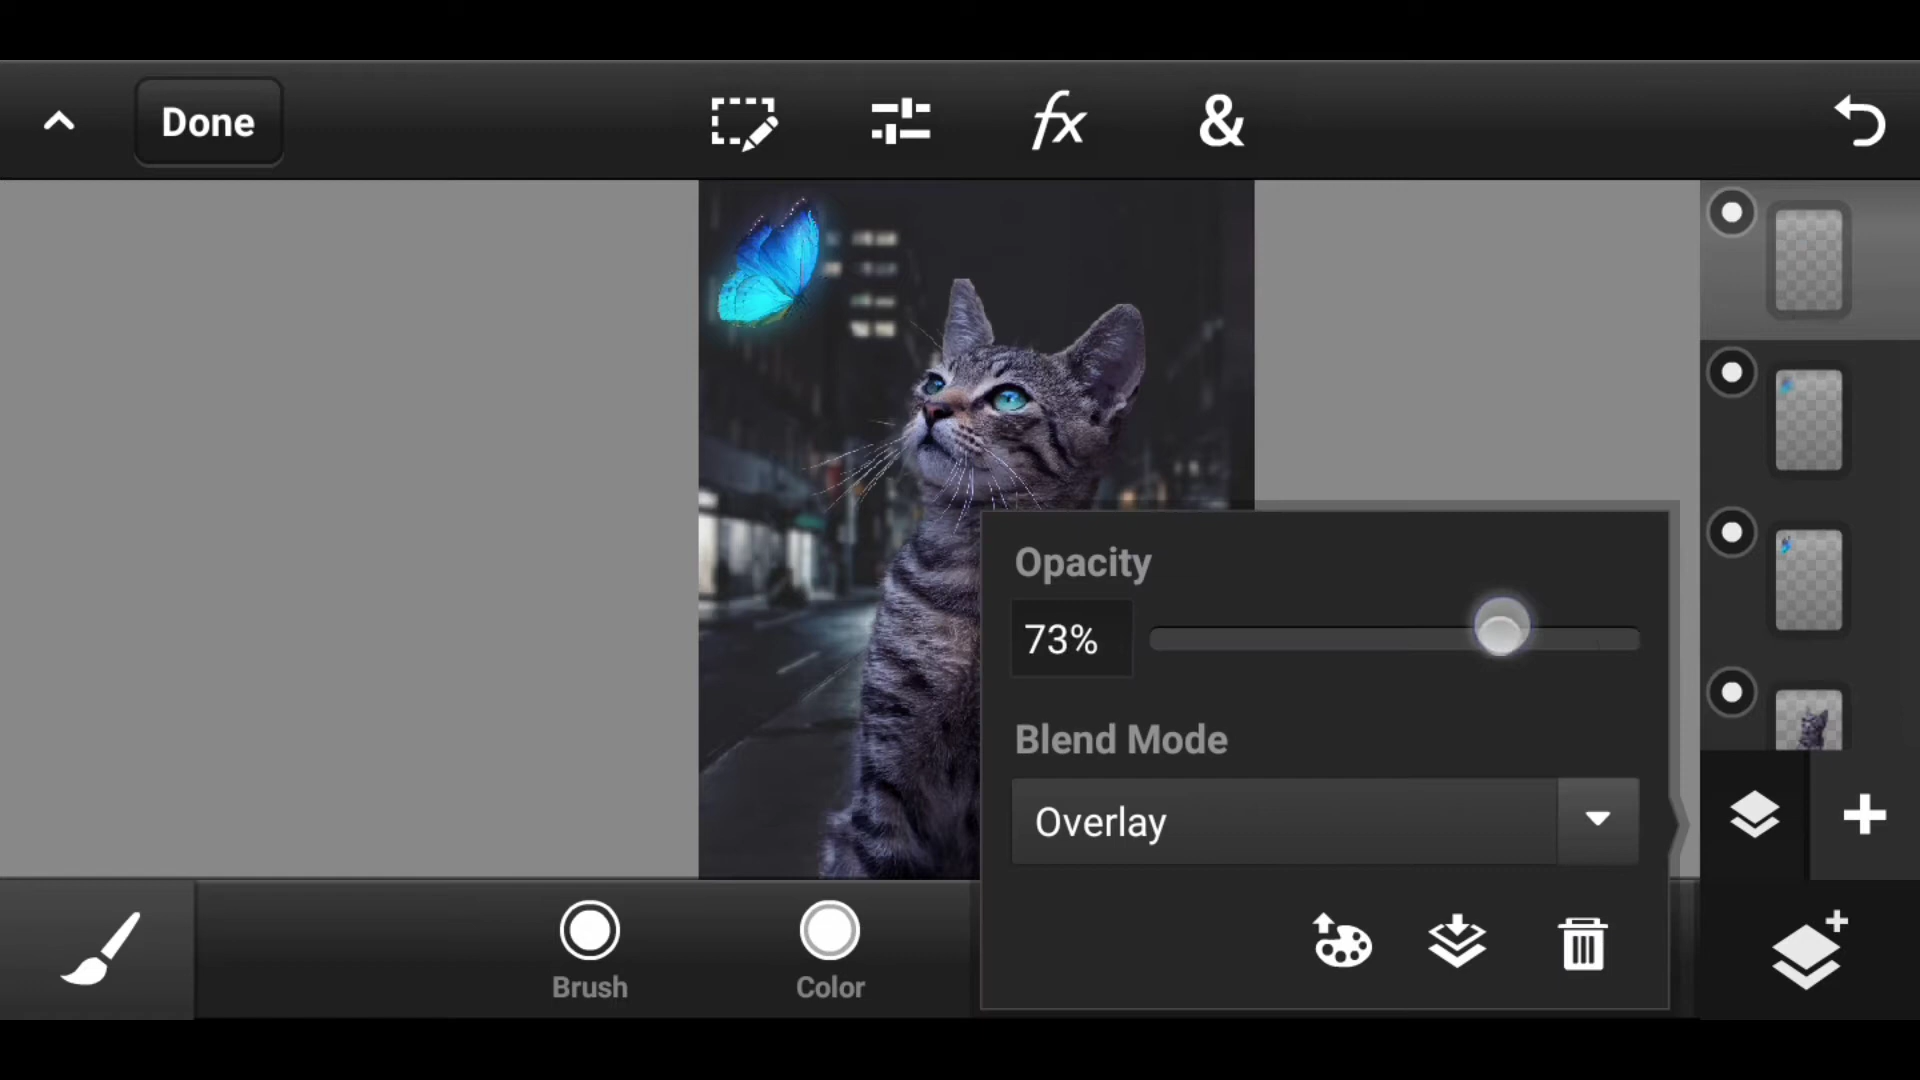 Done
fx
&
Opacity
73%
Blend Mode
Overlay
Brush
Color